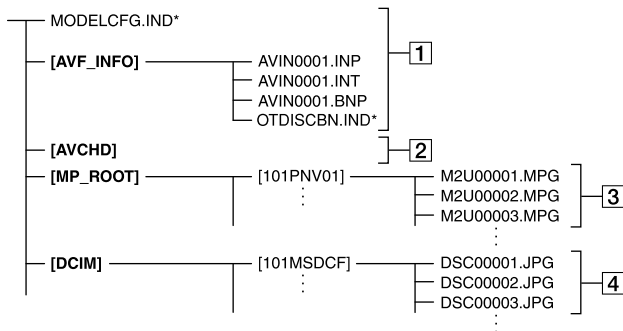 MODELCFG.IND*
[AVF_INFO] AVIN0001.INP
AVIN0001.INT
1
AVIN0001.BNP
OTDISCBN.IND*
[AVCHD] 2
[MP_ROOT] [101PNV01] M2U00001.MPG
M2U00002.MPG 3
M2U00003.MPG
[DCIM] [101MSDCF] DSC00001.JPG
DSC00002.JPG 4
DSC00003.JPG